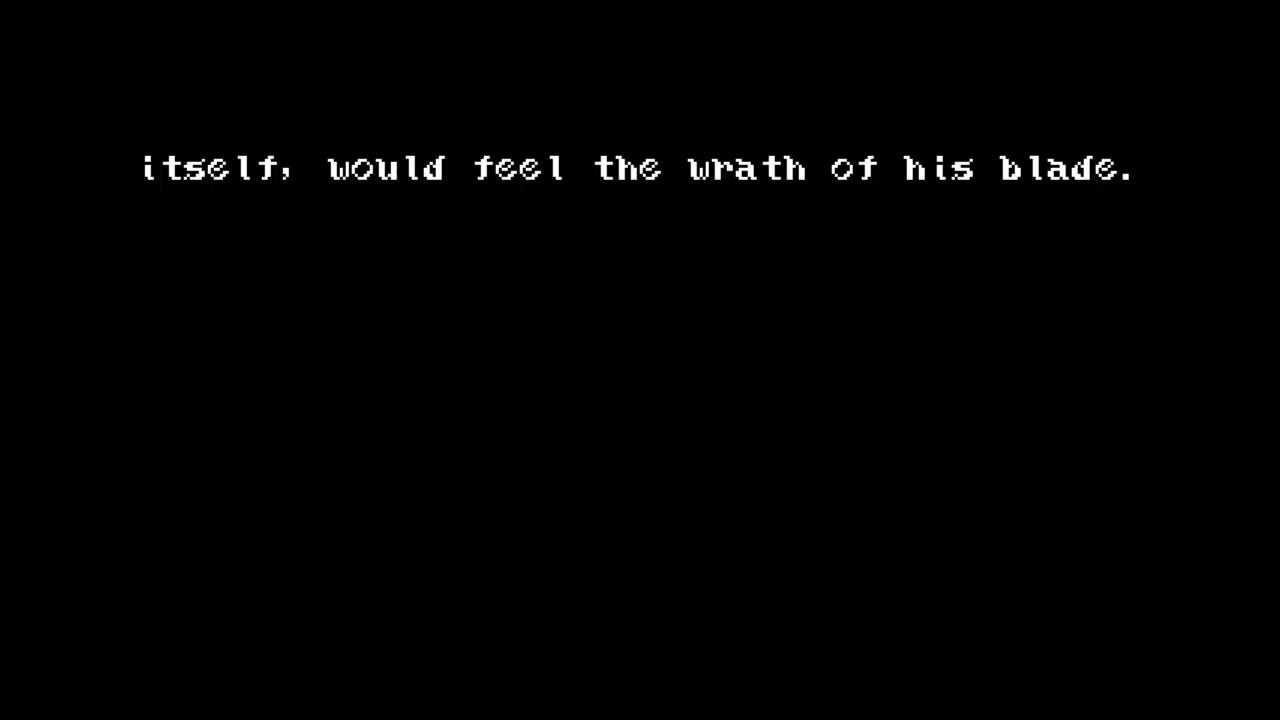 itself, would feel the wrath of his blade.